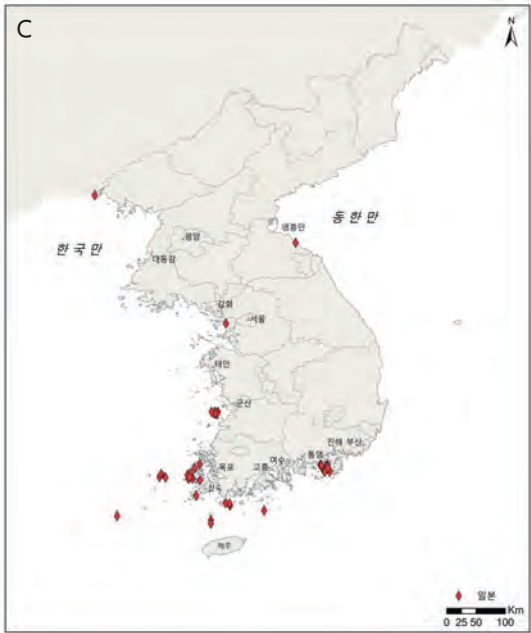 C
N
동 한 만
영흥만
한 국 만
평양
대동강
강화
서울
태안
군산
진해 부산
통영
여수
고흥
목포
진도
제주
일본
0 25 50 100 Km